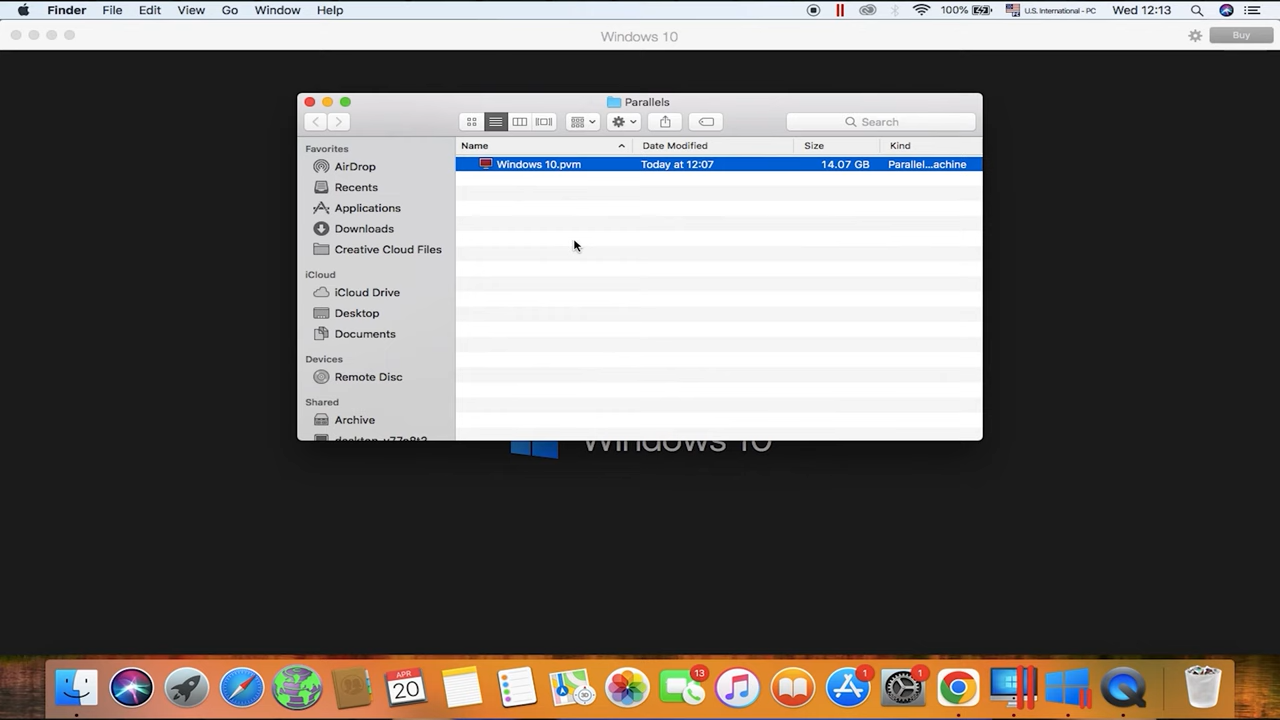 Finder File Edit View Go Window Help 100% U.S. International - PC Wed 12:13
Windows 10 Buy
Parallels
Search
Favorites
AirDrop
Recents
Applications
Downloads
Creative Cloud Files
iCloud
iCloud Drive
Desktop
Documents
Devices
Remote Disc
Shared
Archive
Name Date Modified Size Kind
Windows 10.pvm Today at 12:07 14.07 GB Parallel...achine
Windows 10
APR
20
13
1
1